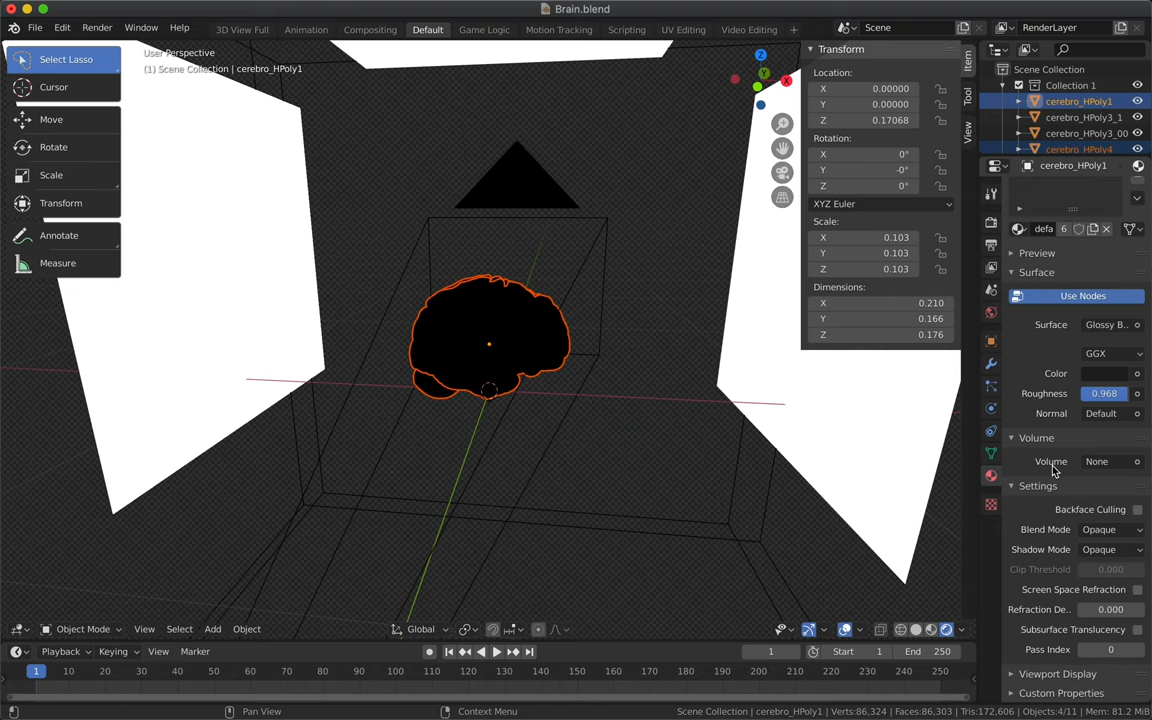 Brain.blend
File Edit Render Window Help 3D View Full Animation Compositing Default Game Logic Motion Tracking Scripting UV Editing Video Editing + Scene RenderLayer
User Perspective
(1) Scene Collection | cerebro_HPoly1
Select Lasso
Cursor
Move
Rotate
Scale
Transform
Annotate
Measure
Z
Y
X
Transform
Location:
X 0.00000
Y 0.00000
Z 0.17068
Rotation:
X 0°
Y -0°
Z 0°
XYZ Euler
Scale:
X 0.103
Y 0.103
Z 0.103
Dimensions:
X 0.210
Y 0.166
Z 0.176
Item
Tool
View
Scene Collection
Collection 1
cerebro_HPoly1
cerebro_HPoly3_1
cerebro_HPoly3_00
cerebro_HPoly4
cerebro_HPoly1
defa 6
Preview
Surface
Use Nodes
Surface Glossy B..
GGX
Color
Roughness 0.968
Normal Default
Volume
Volume None
Settings
Backface Culling
Blend Mode Opaque
Shadow Mode Opaque
Clip Threshold 0.000
Screen Space Refraction
Refraction De.. 0.000
Subsurface Translucency
Pass Index 0
Viewport Display
Custom Properties
Object Mode View Select Add Object Global
Playback Keying View Marker 1 Start 1 End 250
1 10 20 30 40 50 60 70 80 90 100 110 120 130 140 150 160 170 180 190 200 210 220 230 240 250
Pan View Context Menu Scene Collection | cerebro_HPoly1 | Verts:86,324 | Faces:86,303 | Tris:172,606 | Objects:4/11 | Mem: 81.2 MiB